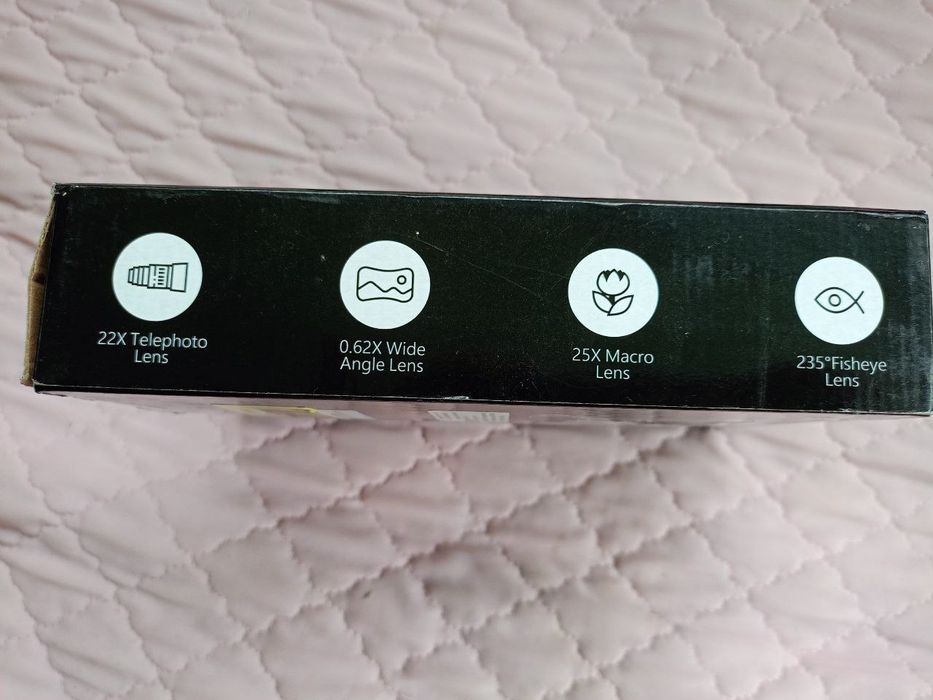 22X Telephoto
Lens
0.62X Wide
Angle Lens
25X Macro
Lens
235°Fisheye
Lens